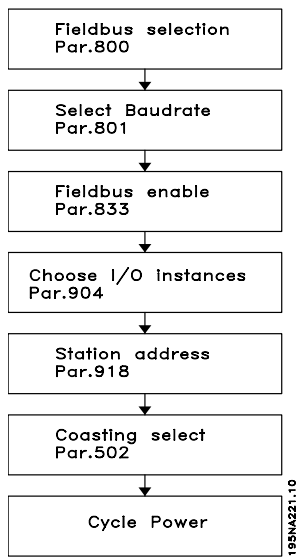 Fieldbus selection
Par.800
Select Baudrate
Par.801
Fieldbus enable
Par.833
Choose I/O instances
Par.904
Station address
Par.918
Coasting select
Par.502
Cycle Power
195NA221.10